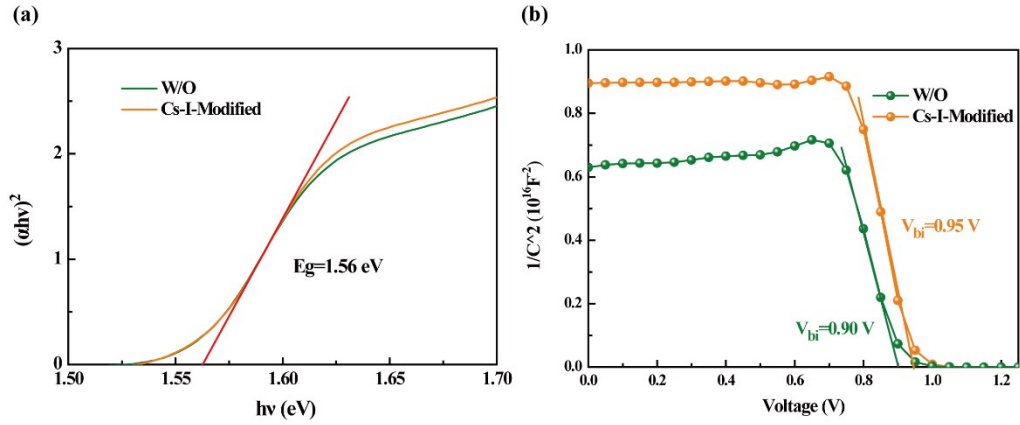 (a)
3
2
1
0
1.50
1.55
1.60
1.65
1.70
(αhν)²
hν (eV)
W/O
Cs-I-Modified
Eg=1.56 eV
(b)
1.0
0.8
0.6
0.4
0.2
0.0
0.0
0.2
0.4
0.6
0.8
1.0
1.2
1/C^2 (10¹⁶F⁻²)
Voltage (V)
W/O
Cs-I-Modified
V_bi=0.95 V
V_bi=0.90 V